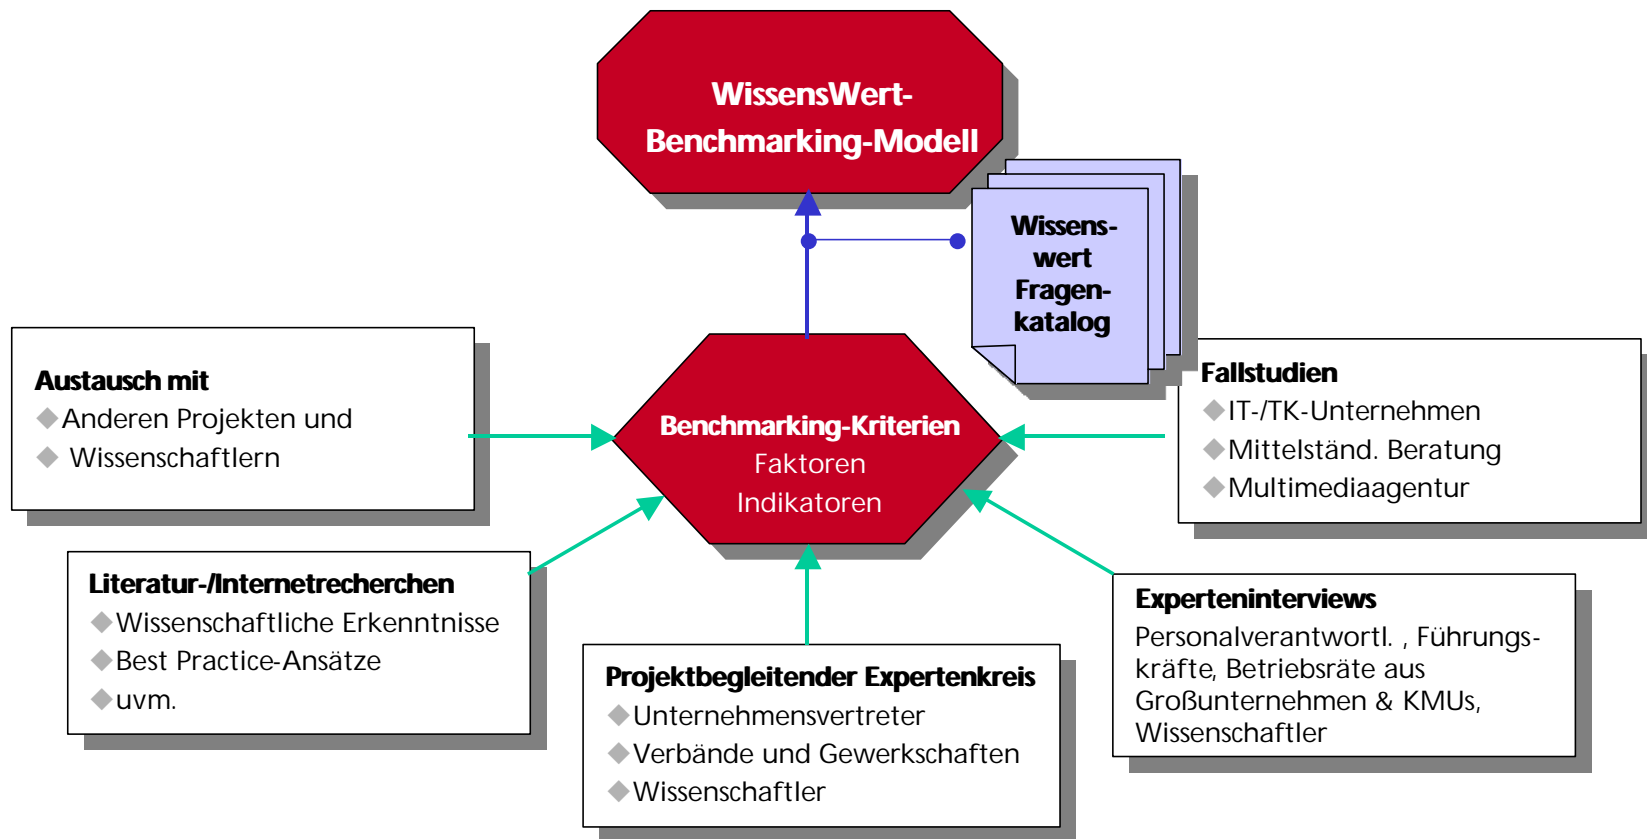 WissensWert-
Benchmarking-Modell
Wissens-
wert
Fragen-
katalog
Austausch mit
Anderen Projekten und
Wissenschaftlern
Benchmarking-Kriterien
Faktoren
Indikatoren
Fallstudien
IT-/TK-Unternehmen
Mittelständ. Beratung
Multimediaagentur
Literatur-/Internetrecherchen
Wissenschaftliche Erkenntnisse
Best Practice-Ansätze
uvm.
Projektbegleitender Expertenkreis
Unternehmensvertreter
Verbände und Gewerkschaften
Wissenschaftler
Experteninterviews
Personalverantwortl. , Führungs-
kräfte, Betriebsräte aus
Großunternehmen & KMUs,
Wissenschaftler